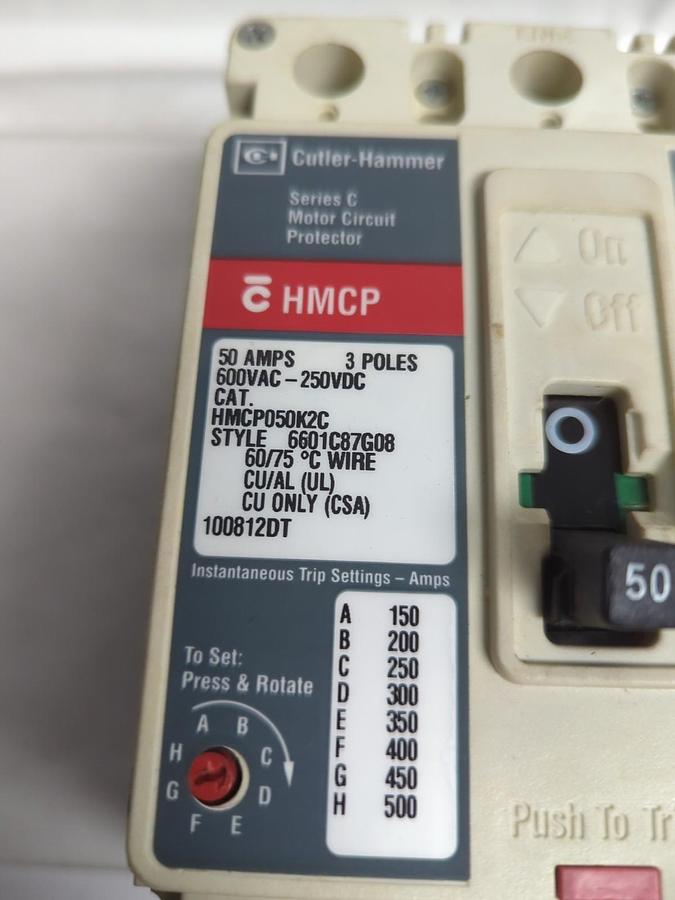 Cutler-Hammer
Series C
Motor Circuit
Protector
HMCP
50 AMPS 3 POLES
600VAC-250VDC
CAT.
HMCP050K2C
STYLE 6601C87G08
60/75 °C WIRE
CU/AL (UL)
CU ONLY (CSA)
100812DT
Instantaneous Trip Settings – Amps
A 150
B 200
C 250
D 300
E 350
F 400
G 450
H 500
To Set:
Press & Rotate
A B
H C
G D
F E
On
Off
O
50
Push To